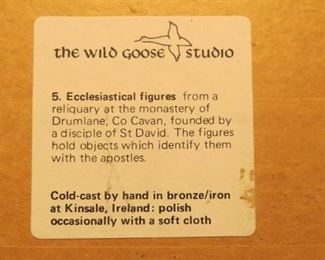 the wild goose studio
5. Ecclesiastical figures from a
reliquary at the monastery of
Drumlane, Co Cavan, founded by
a disciple of St David. The figures
hold objects which identify them
with the apostles.
Cold-cast by hand in bronze/iron
at Kinsale, Ireland: polish
occasionally with a soft cloth